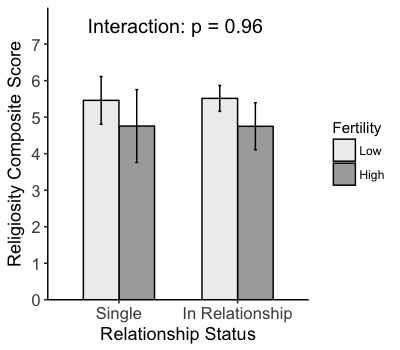 Interaction: p = 0.96
Religiosity Composite Score
7
6
5
4
3
2
1
0
Single
In Relationship
Relationship Status
Fertility
Low
High